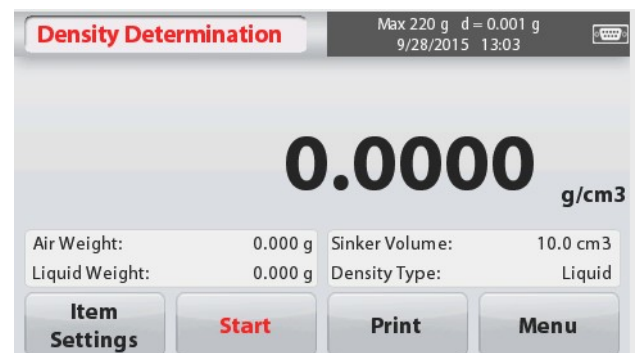 Density Determination
Max 220 g d = 0.001 g
9/28/2015 13:03
0.0000
g/cm3
Air Weight: 0.000 g Sinker Volume: 10.0 cm3
Liquid Weight: 0.000 g Density Type: Liquid
Item Settings
Start
Print
Menu